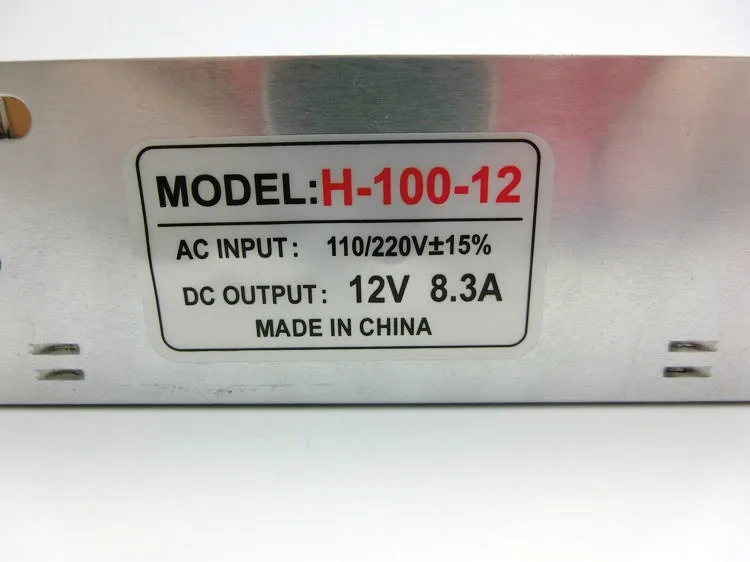 MODEL:H-100-12
AC INPUT: 110/220V±15%
DC OUTPUT: 12V 8.3A
MADE IN CHINA